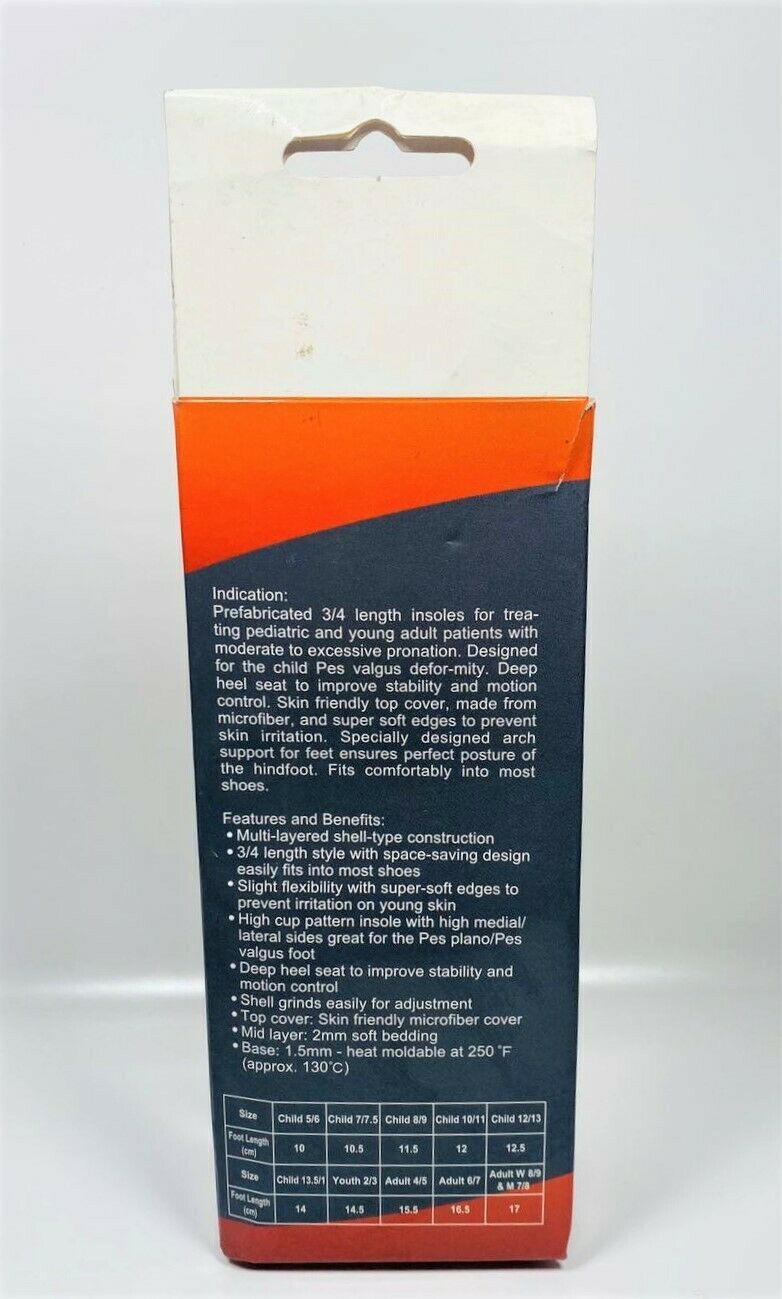 Indication:
Prefabricated 3/4 length insoles for trea-
ting pediatric and young adult patients with
moderate to excessive pronation. Designed
for the child Pes valgus defor-mity. Deep
heel seat to improve stability and motion
control. Skin friendly top cover, made from
microfiber, and super soft edges to prevent
skin irritation. Specially designed arch
support for feet ensures perfect posture of
the hindfoot. Fits comfortably into most
shoes.
Features and Benefits:
• Multi-layered shell-type construction
• 3/4 length style with space-saving design
easily fits into most shoes
• Slight flexibility with super-soft edges to
prevent irritation on young skin
• High cup pattern insole with high medial/
lateral sides great for the Pes plano/Pes
valgus foot
• Deep heel seat to improve stability and
motion control
• Shell grinds easily for adjustment
• Top cover: Skin friendly microfiber cover
• Mid layer: 2mm soft bedding
• Base: 1.5mm - heat moldable at 250 °F
(approx. 130°C)
Size Child 5/6 Child 7/7.5 Child 8/9 Child 10/11 Child 12/13
Foot Length (cm) 10 10.5 11.5 12 12.5
Size Child 13.5/1 Youth 2/3 Adult 4/5 Adult 6/7 Adult W 8/9 & M 7/8
Foot Length (cm) 14 14.5 15.5 16.5 17